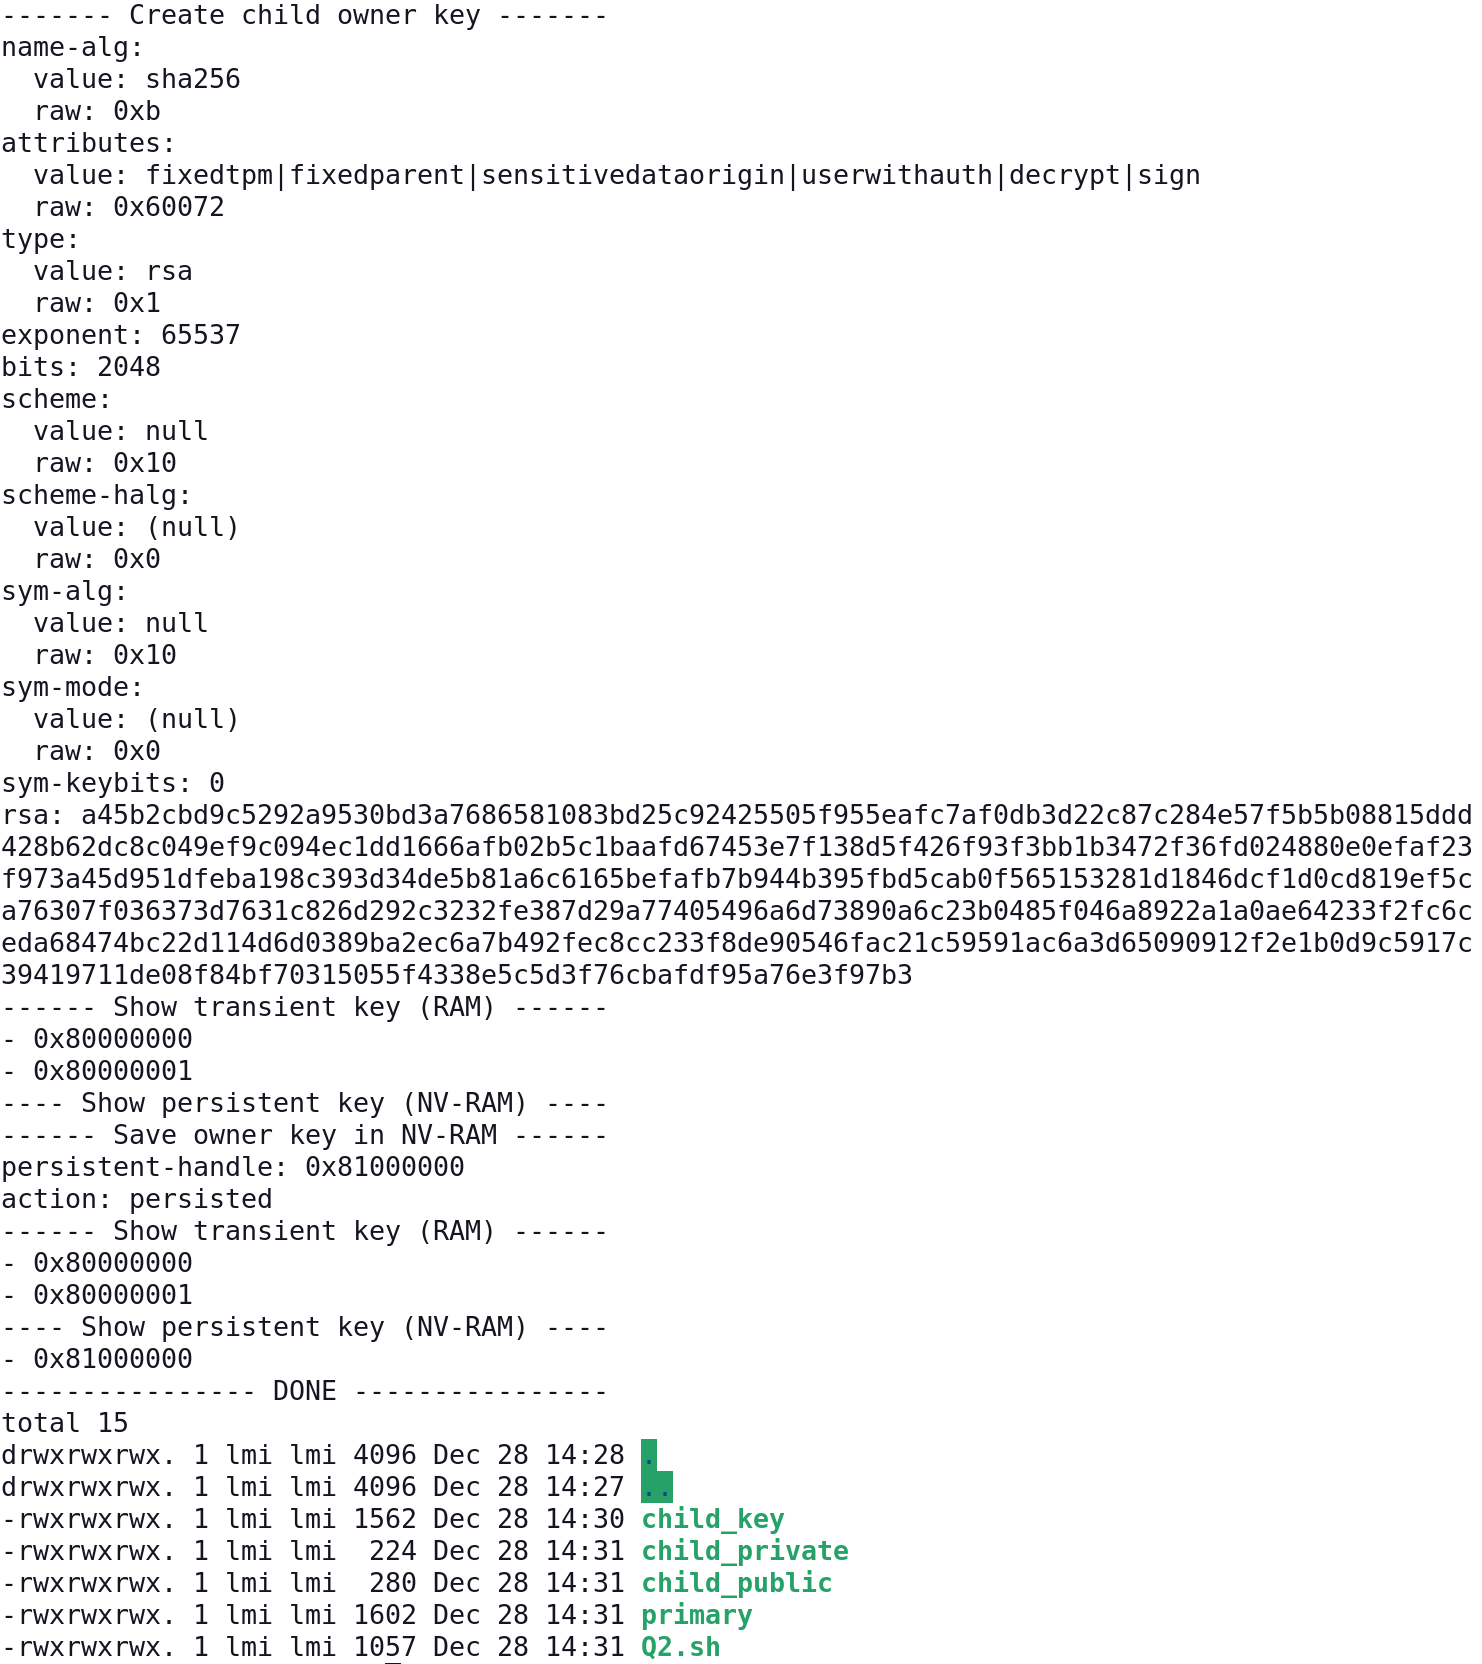 ------- Create child owner key -------
name-alg:
  value: sha256
  raw: 0xb
attributes:
  value: fixedtpm|fixedparent|sensitivedataorigin|userwithauth|decrypt|sign
  raw: 0x60072
type:
  value: rsa
  raw: 0x1
exponent: 65537
bits: 2048
scheme:
  value: null
  raw: 0x10
scheme-halg:
  value: (null)
  raw: 0x0
sym-alg:
  value: null
  raw: 0x10
sym-mode:
  value: (null)
  raw: 0x0
sym-keybits: 0
rsa: a45b2cbd9c5292a9530bd3a7686581083bd25c92425505f955eafc7af0db3d22c87c284e57f5b5b08815ddd
428b62dc8c049ef9c094ec1dd1666afb02b5c1baafd67453e7f138d5f426f93f3bb1b3472f36fd024880e0efaf23
f973a45d951dfeba198c393d34de5b81a6c6165befafb7b944b395fbd5cab0f565153281d1846dcf1d0cd819ef5c
a76307f036373d7631c826d292c3232fe387d29a77405496a6d73890a6c23b0485f046a8922a1a0ae64233f2fc6c
eda68474bc22d114d6d0389ba2ec6a7b492fec8cc233f8de90546fac21c59591ac6a3d65090912f2e1b0d9c5917c
39419711de08f84bf70315055f4338e5c5d3f76cbafdf95a76e3f97b3
------ Show transient key (RAM) ------
- 0x80000000
- 0x80000001
---- Show persistent key (NV-RAM) ----
------ Save owner key in NV-RAM ------
persistent-handle: 0x81000000
action: persisted
------ Show transient key (RAM) ------
- 0x80000000
- 0x80000001
---- Show persistent key (NV-RAM) ----
- 0x81000000
---------------- DONE ----------------
total 15
drwxrwxrwx. 1 lmi lmi 4096 Dec 28 14:28 .
drwxrwxrwx. 1 lmi lmi 4096 Dec 28 14:27 ..
-rwxrwxrwx. 1 lmi lmi 1562 Dec 28 14:30 child_key
-rwxrwxrwx. 1 lmi lmi  224 Dec 28 14:31 child_private
-rwxrwxrwx. 1 lmi lmi  280 Dec 28 14:31 child_public
-rwxrwxrwx. 1 lmi lmi 1602 Dec 28 14:31 primary
-rwxrwxrwx. 1 lmi lmi 1057 Dec 28 14:31 Q2.sh